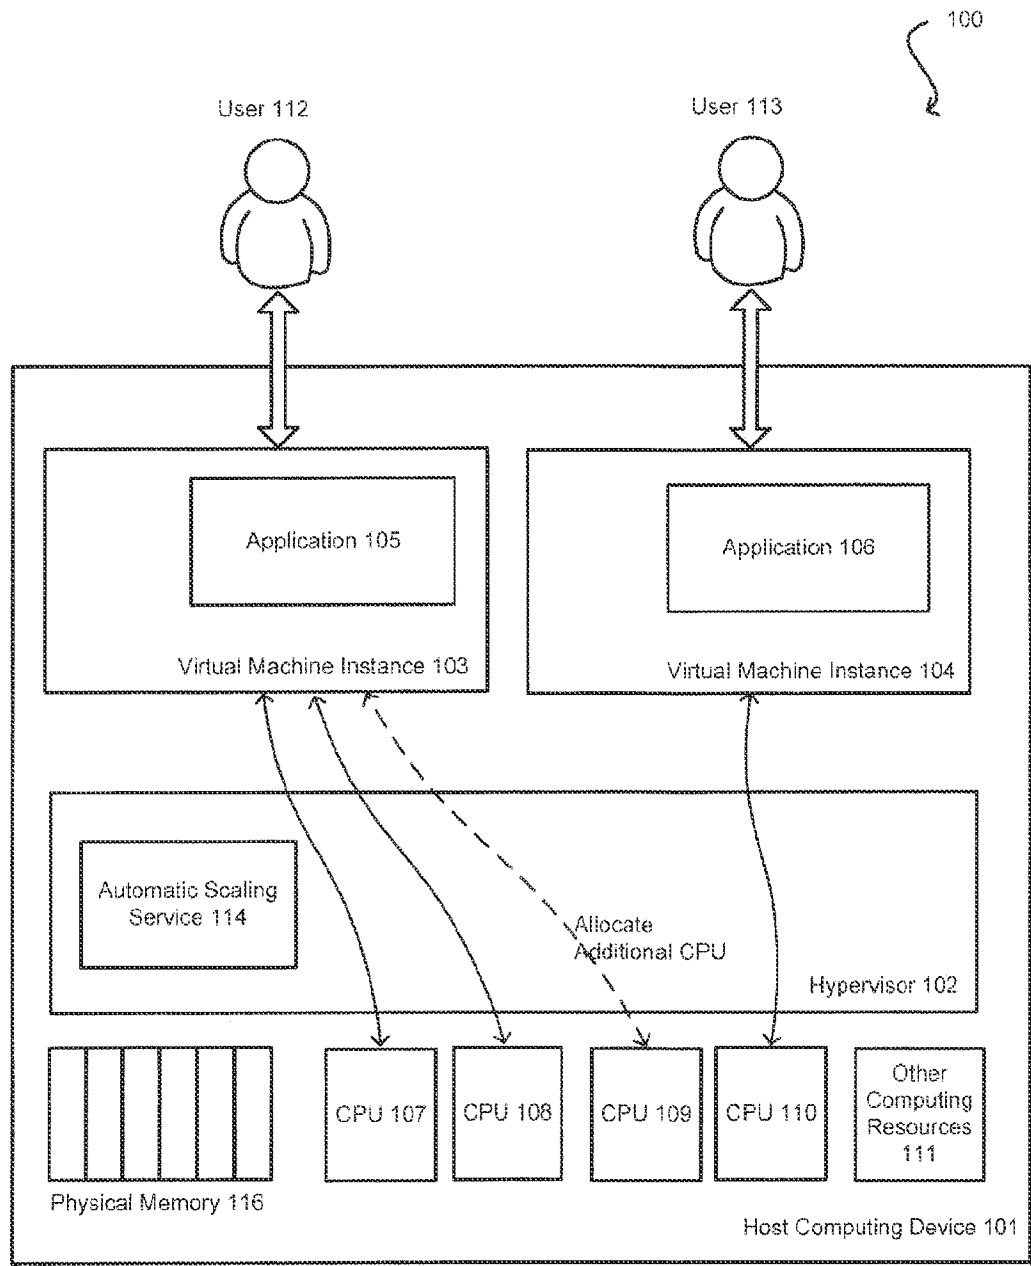 100
User 112
User 113
Application 105
Application 106
Virtual Machine Instance 103
Virtual Machine Instance 104
Automatic Scaling
Service 114
Allocate
Additional CPU
Hypervisor 102
CPU 107
CPU 108
CPU 109
CPU 110
Other
Computing
Resources
111
Physical Memory 116
Host Computing Device 101